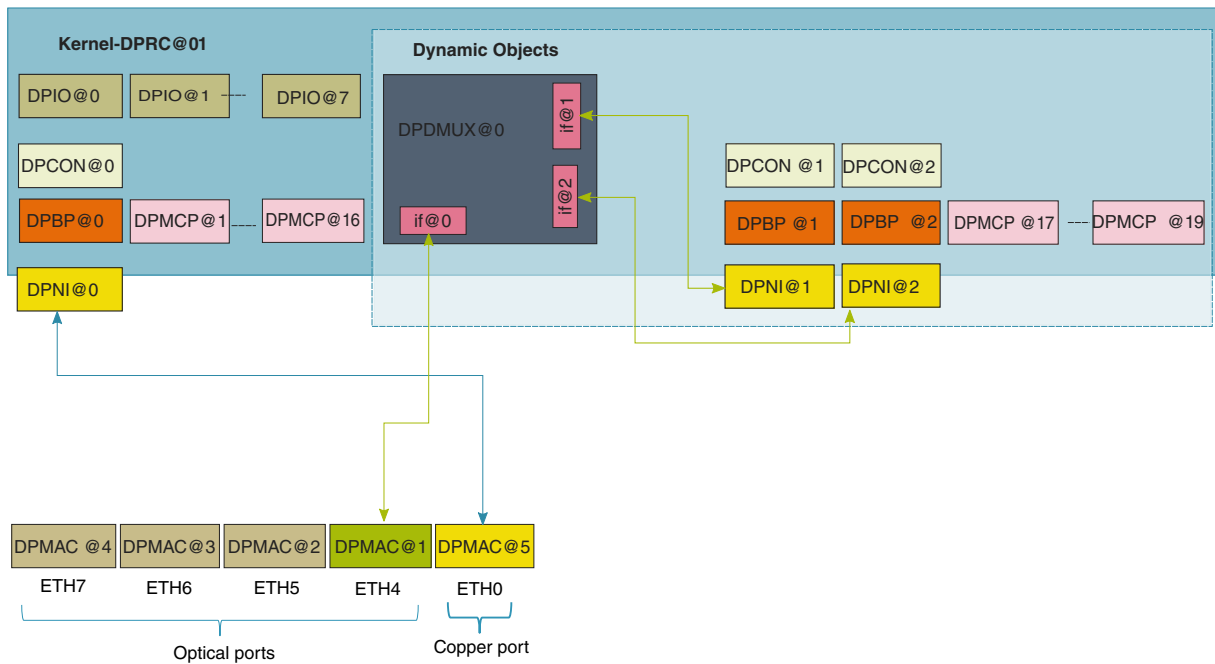 Kernel-DPRC@01
Dynamic Objects
DPIO@0
DPIO@1
DPIO@7
DPDMUX@0
if@1
if@2
if@0
DPCON@0
DPCON @1
DPCON@2
DPBP@0
DPMCP@1
DPMCP@16
DPBP @1
DPBP @2
DPMCP @17
DPMCP @19
DPNI@0
DPNI@1
DPNI@2
DPMAC @4
DPMAC@3
DPMAC@2
DPMAC@1
DPMAC@5
ETH7
ETH6
ETH5
ETH4
ETH0
Optical ports
Copper port